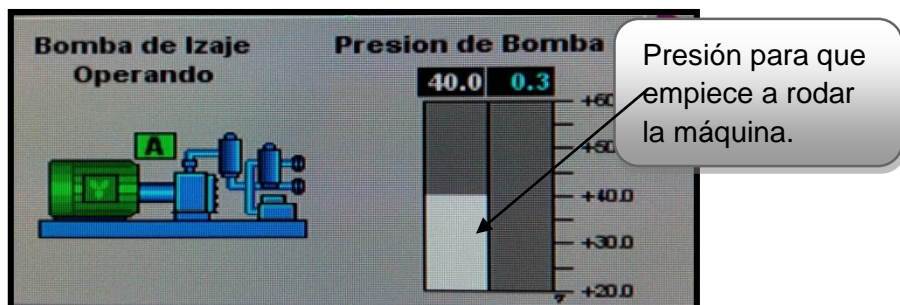 Bomba de Izaje
Operando
Presion de Bomba
40.0 0.3
A
+50
+40.0
+30.0
+20.0
Presión para que
empiece a rodar
la máquina.